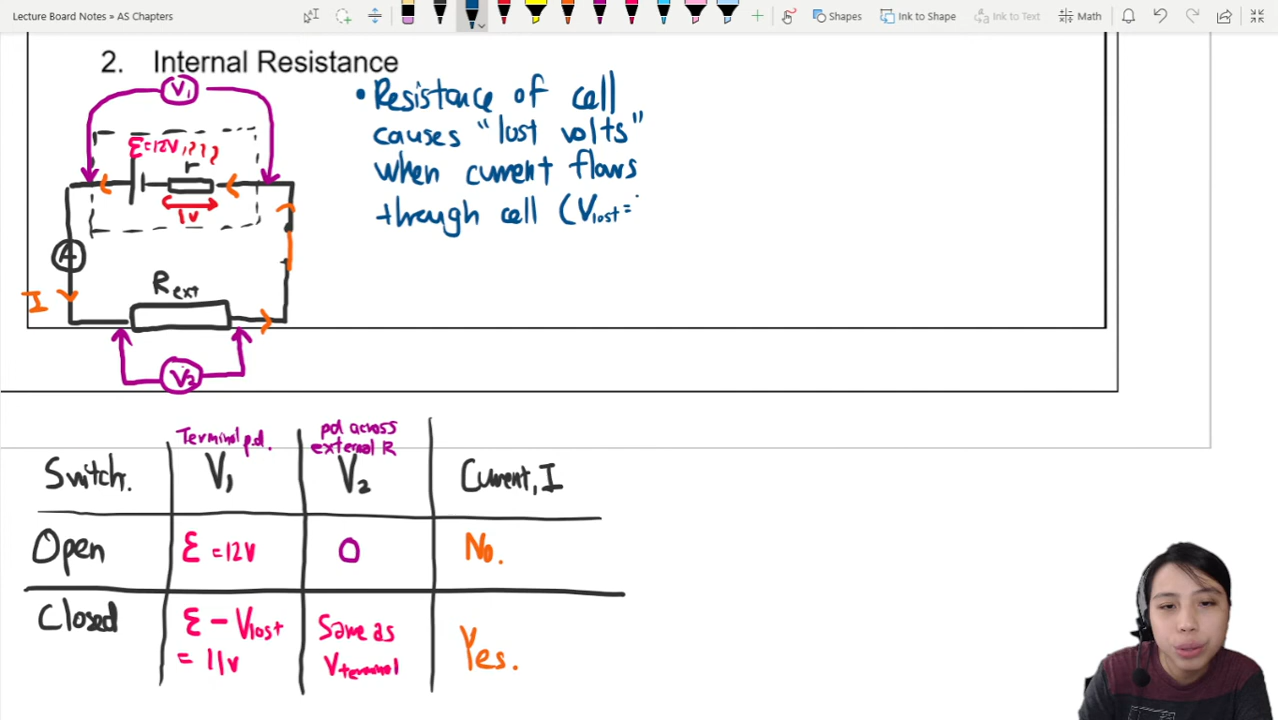 Lecture Board Notes » AS Chapters
Shapes
Ink to Shape
Ink to Text
Math
2. Internal Resistance
V1
ε=12V,???
r
1v
A
I
Rext
V2
• Resistance of cell
causes "lost volts"
when current flows
through cell (Vlost=
Switch.
Terminal p.d.
V1
pd across
external R
V2
Current, I
Open
ε =12V
0
No.
Closed
ε - Vlost
= 11v
Same as
Vterminal
Yes.